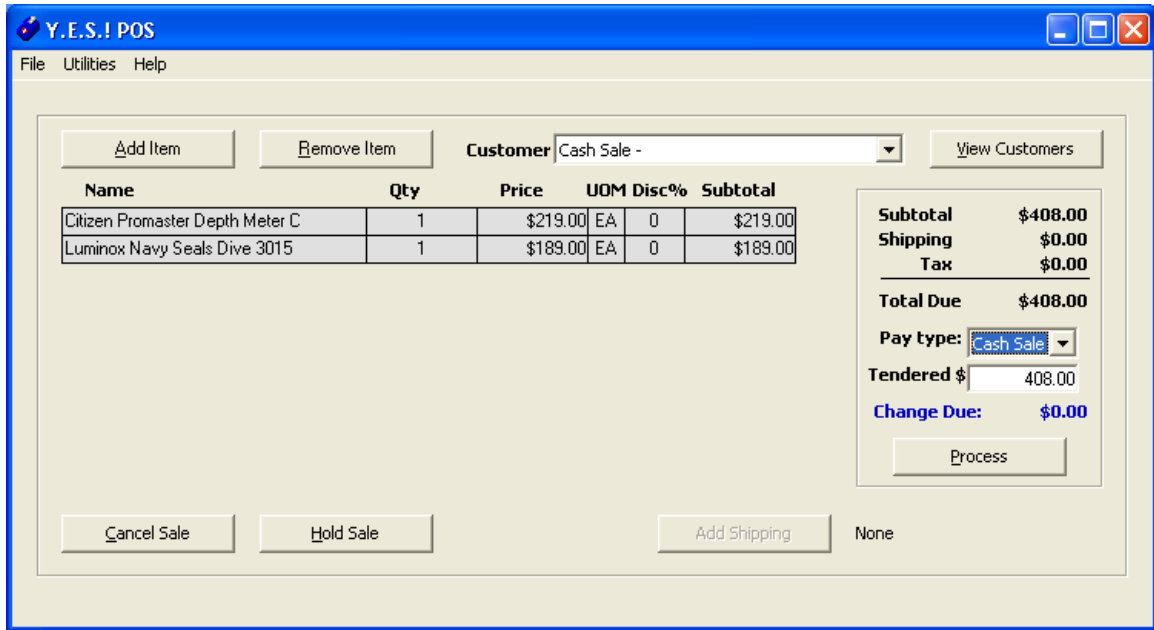 Y.E.S.! POS
File Utilities Help
Add Item Remove Item Customer Cash Sale - View Customers
Name Qty Price UOM Disc% Subtotal
Citizen Promaster Depth Meter C 1 $219.00 EA 0 $219.00
Luminox Navy Seals Dive 3015 1 $189.00 EA 0 $189.00
Subtotal $408.00
Shipping $0.00
Tax $0.00
Total Due $408.00
Pay type: Cash Sale
Tendered $ 408.00
Change Due: $0.00
Process
Cancel Sale Hold Sale Add Shipping None